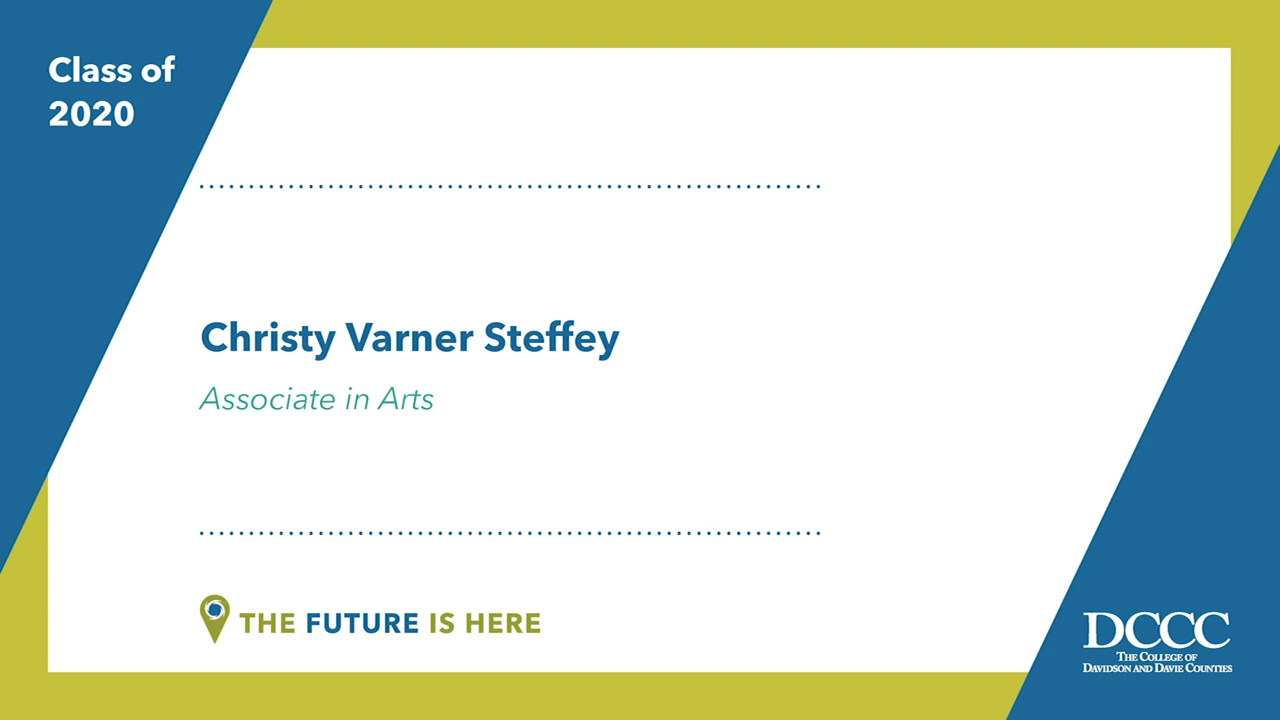 Class of
2020
Christy Varner Steffey
Associate in Arts
THE FUTURE IS HERE
DCCC
THE COLLEGE OF
DAVIDSON AND DAVIE COUNTIES